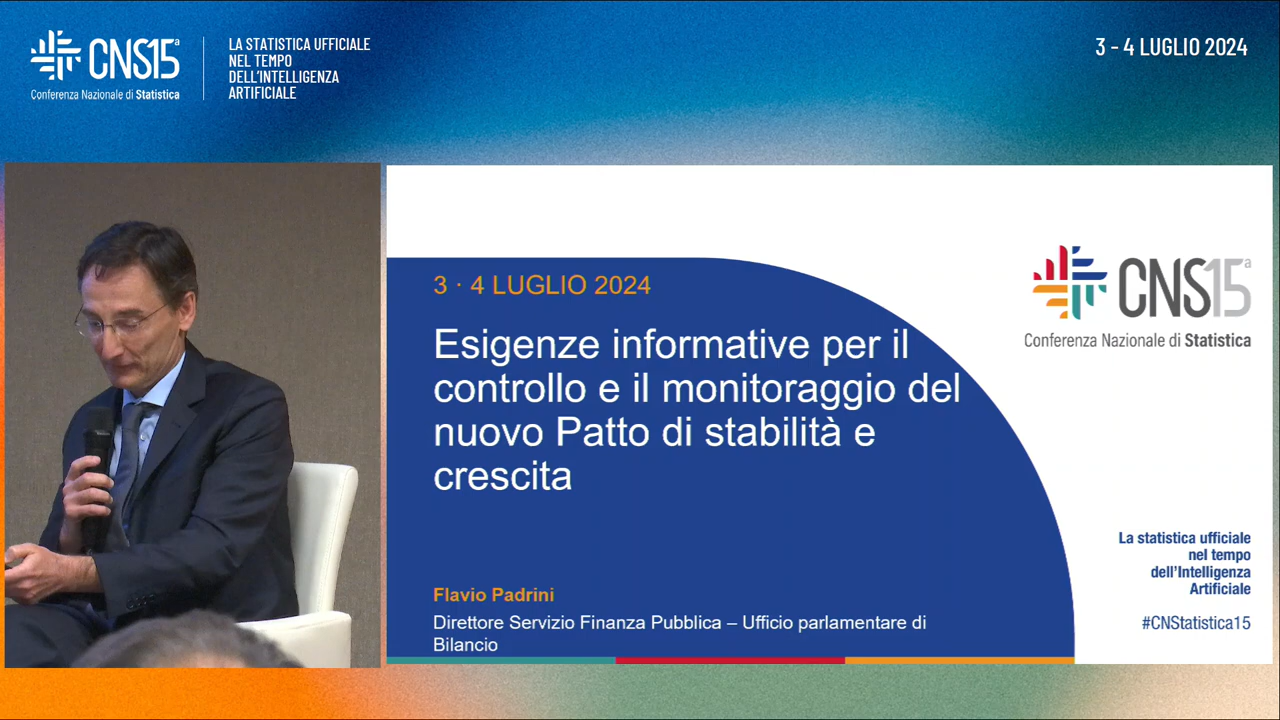 CNS15ª
Conferenza Nazionale di Statistica
LA STATISTICA UFFICIALE
NEL TEMPO
DELL'INTELLIGENZA
ARTIFICIALE
3 - 4 LUGLIO 2024
3 · 4 LUGLIO 2024
Esigenze informative per il
controllo e il monitoraggio del
nuovo Patto di stabilità e
crescita
Flavio Padrini
Direttore Servizio Finanza Pubblica – Ufficio parlamentare di
Bilancio
CNS15ª
Conferenza Nazionale di Statistica
La statistica ufficiale
nel tempo
dell'Intelligenza
Artificiale
#CNStatistica15